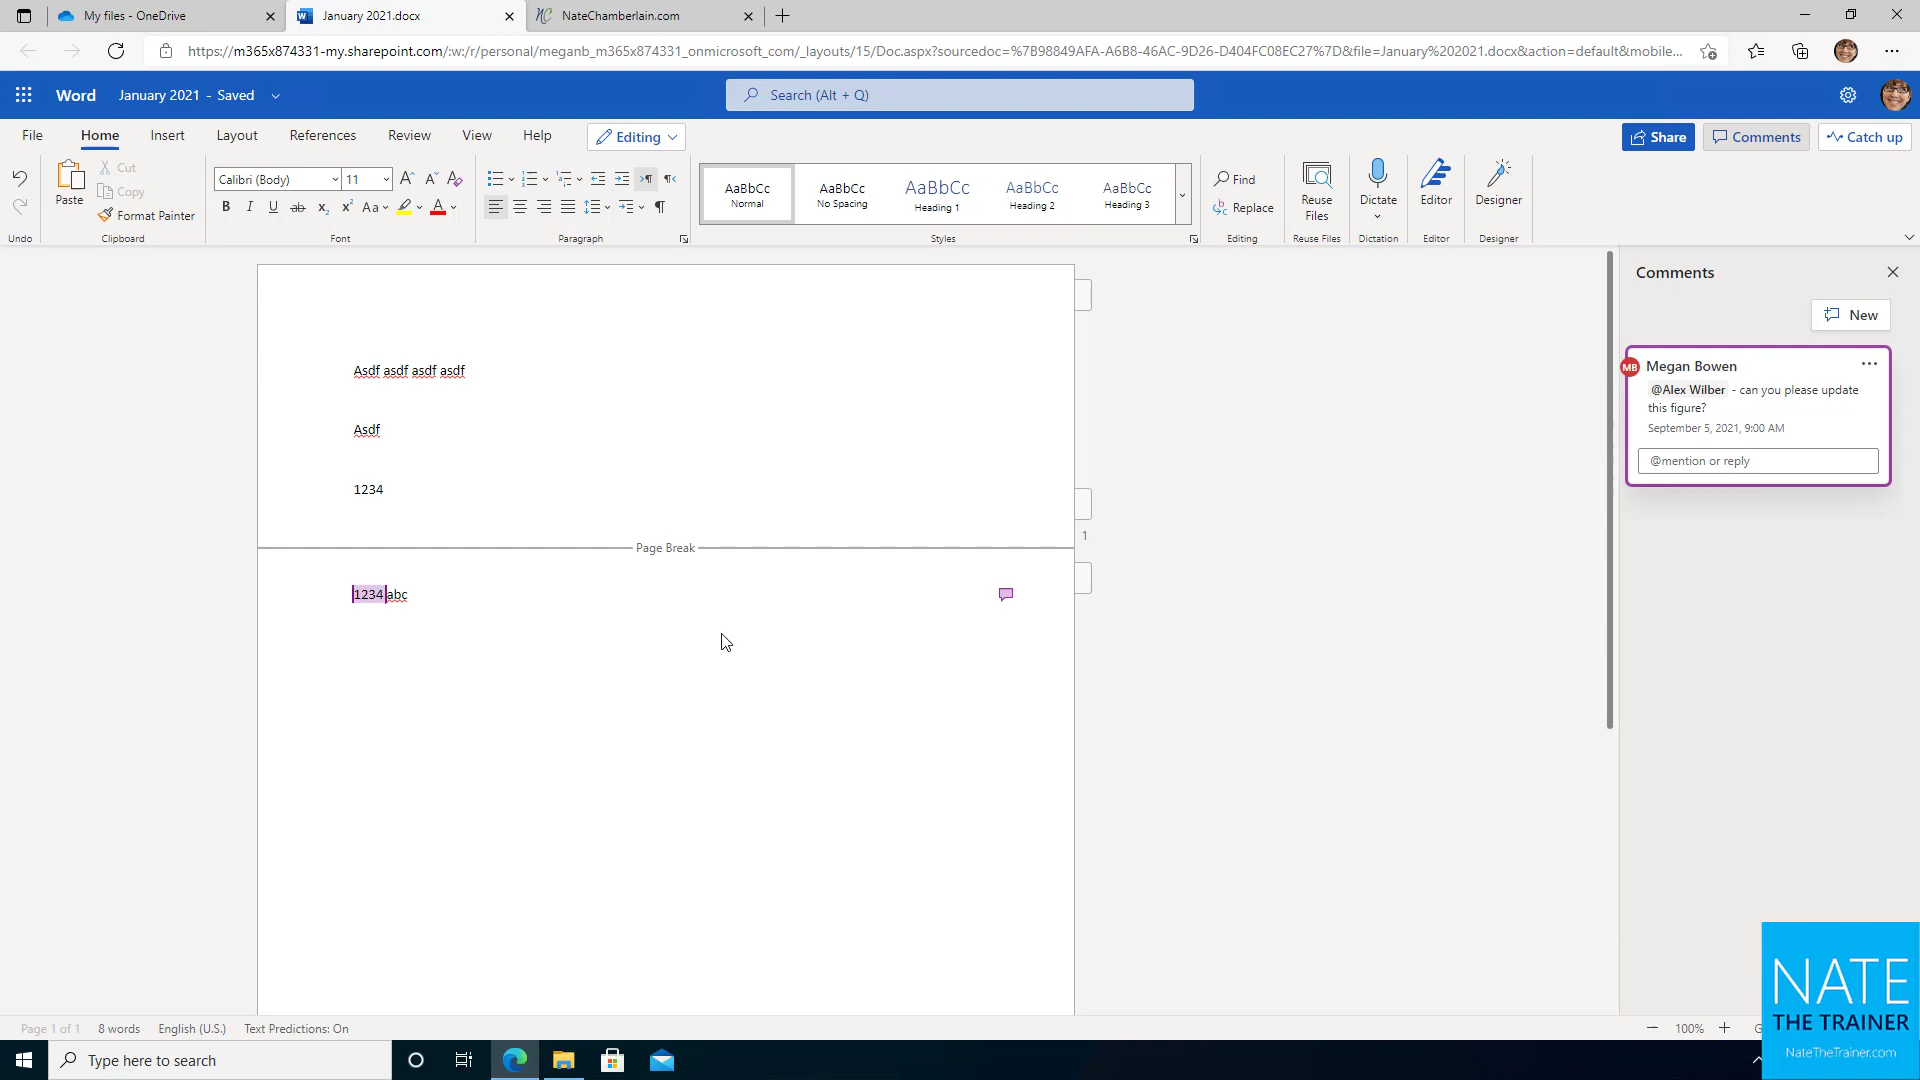 My files - OneDrive
January 2021.docx
NateChamberlain.com
https://m365x874331-my.sharepoint.com/:w:/r/personal/meganb_m365x874331_onmicrosoft_com/_layouts/15/Doc.aspx?sourcedoc=%7B98849AFA-A6B8-46AC-9D26-D404FC08EC27%7D&file=January%202021.docx&action=default&mobile...
Word
January 2021 - Saved
Search (Alt + Q)
File Home Insert Layout References Review View Help Editing Share Comments Catch up
Paste
Cut
Copy
Format Painter
Calibri (Body) 11
AaBbCc Normal
AaBbCc No Spacing
AaBbCc Heading 1
AaBbCc Heading 2
AaBbCc Heading 3
Find
Replace
Reuse Files
Dictate
Editor
Designer
Undo Clipboard Font Paragraph Styles Editing Reuse Files Dictation Editor Designer
Asdf asdf asdf asdf
Asdf
1234
1
Page Break
1234 abc
Comments
New
MB Megan Bowen
@Alex Wilber - can you please update
this figure?
September 5, 2021, 9:00 AM
@mention or reply
Page 1 of 1 8 words English (U.S.) Text Predictions: On
100%
Type here to search
NATE
THE TRAINER
NateTheTrainer.com